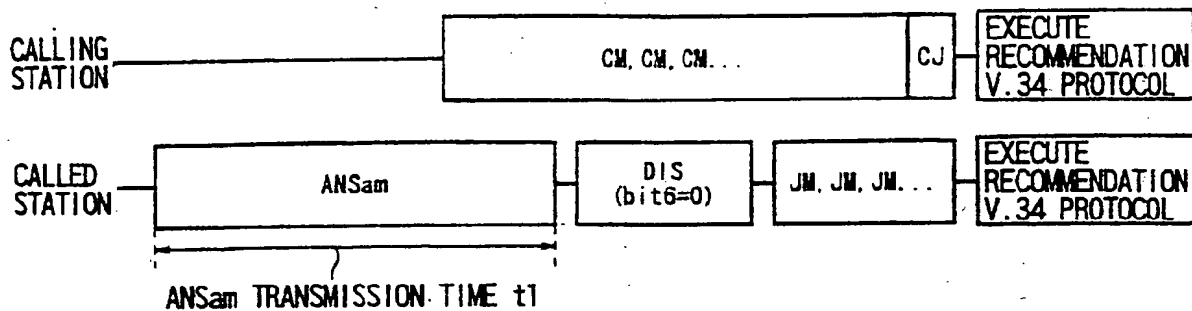 CALLING
STATION
CM, CM, CM...
CJ
EXECUTE
RECOMMENDATION
V.34 PROTOCOL
CALLED
STATION
ANSam
DIS
(bit6=0)
JM, JM, JM...
EXECUTE
RECOMMENDATION
V.34 PROTOCOL
ANSam TRANSMISSION TIME t1